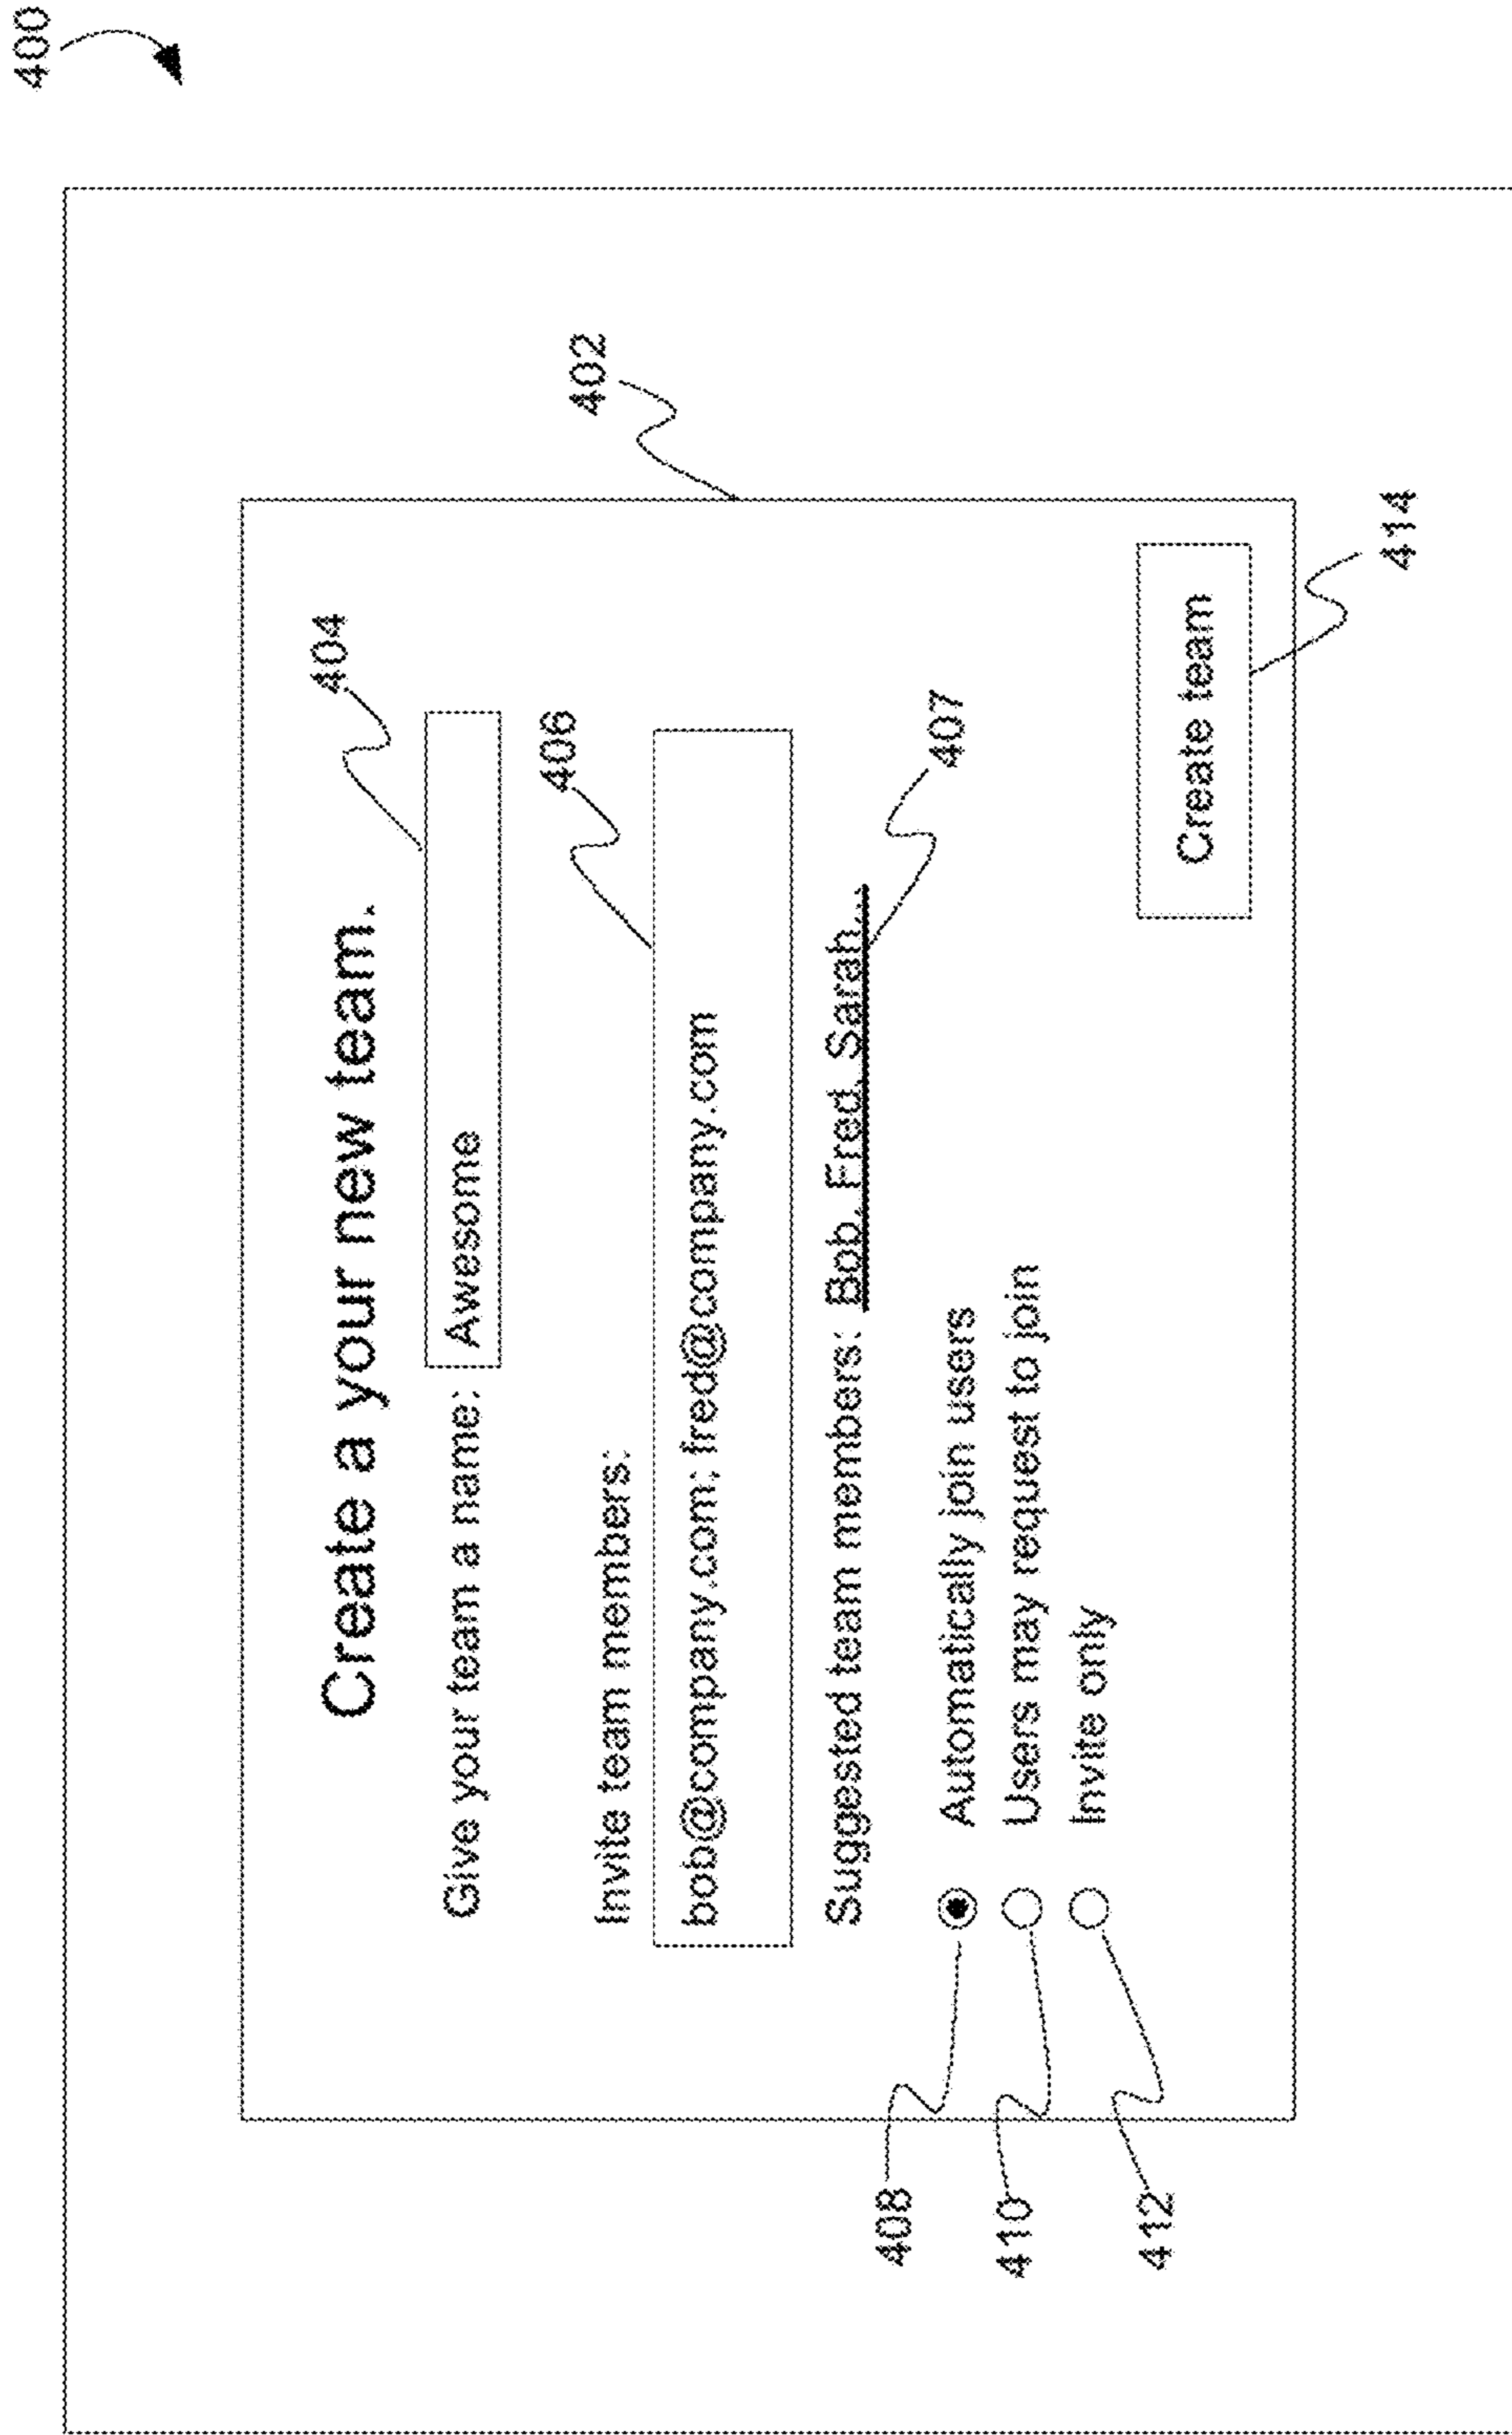 400
402
Create a your new team.
404
Give your team a name: Awesome
406
Invite team members:
bob@company.com; fred@company.com
407
Suggested team members: Bob, Fred, Sarah...
408
Automatically join users
410
Users may request to join
412
Invite only
Create team
414